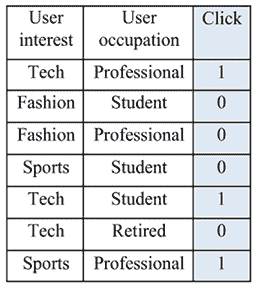 User interest User occupation Click
Tech Professional 1
Fashion Student 0
Fashion Professional 0
Sports Student 0
Tech Student 1
Tech Retired 0
Sports Professional 1